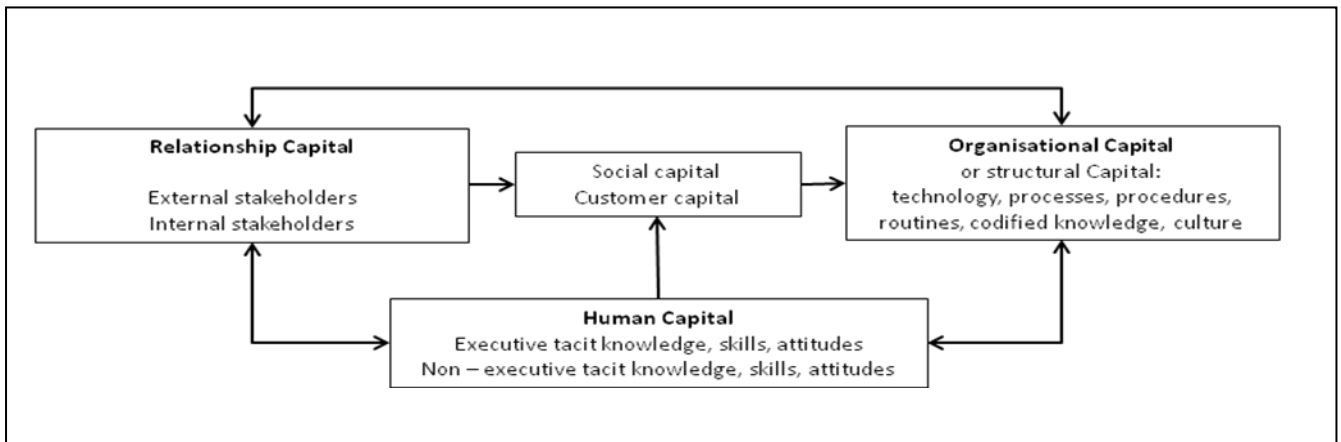 Relationship Capital
External stakeholders
Internal stakeholders
Social capital
Customer capital
Organisational Capital
or structural Capital:
technology, processes, procedures,
routines, codified knowledge, culture
Human Capital
Executive tacit knowledge, skills, attitudes
Non – executive tacit knowledge, skills, attitudes